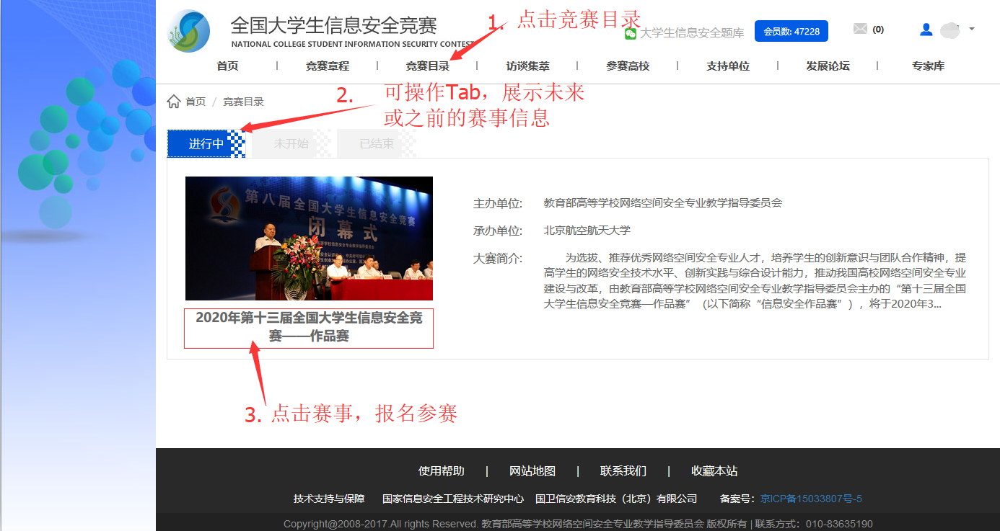 全国大学生信息安全竞赛
NATIONAL COLLEGE STUDENT INFORMATION SECURITY CONTEST
1. 点击竞赛目录
大学生信息安全题库
会员数: 47228
(0)
首页 | 竞赛章程 | 竞赛目录 | 访谈集萃 | 参赛高校 | 支持单位 | 发展论坛 | 专家库
首页 / 竞赛目录
2. 可操作Tab，展示未来
或之前的赛事信息
进行中 未开始 已结束
第八届全国大学生信息安全竞赛
闭幕式
主办单位: 教育部高等学校网络空间安全专业教学指导委员会
承办单位: 北京航空航天大学
大赛简介: 为选拔、推荐优秀网络空间安全专业人才，培养学生的创新意识与团队合作精神，提
高学生的网络安全技术水平、创新实践与综合设计能力，推动我国高校网络空间安全专业
建设与改革，由教育部高等学校网络空间安全专业教学指导委员会主办的“第十三届全国
大学生信息安全竞赛—作品赛”（以下简称“信息安全作品赛”），将于2020年3...
2020年第十三届全国大学生信息安全竞
赛——作品赛
3. 点击赛事，报名参赛
使用帮助 | 网站地图 | 联系我们 | 收藏本站
技术支持与保障 国家信息安全工程技术研究中心 国卫信安教育科技（北京）有限公司 备案号：京ICP备15033807号-5
Copyright@2008-2017.All rights Reserved. 教育部高等学校网络空间安全专业教学指导委员会 版权所有 | 联系方式：010-83635190